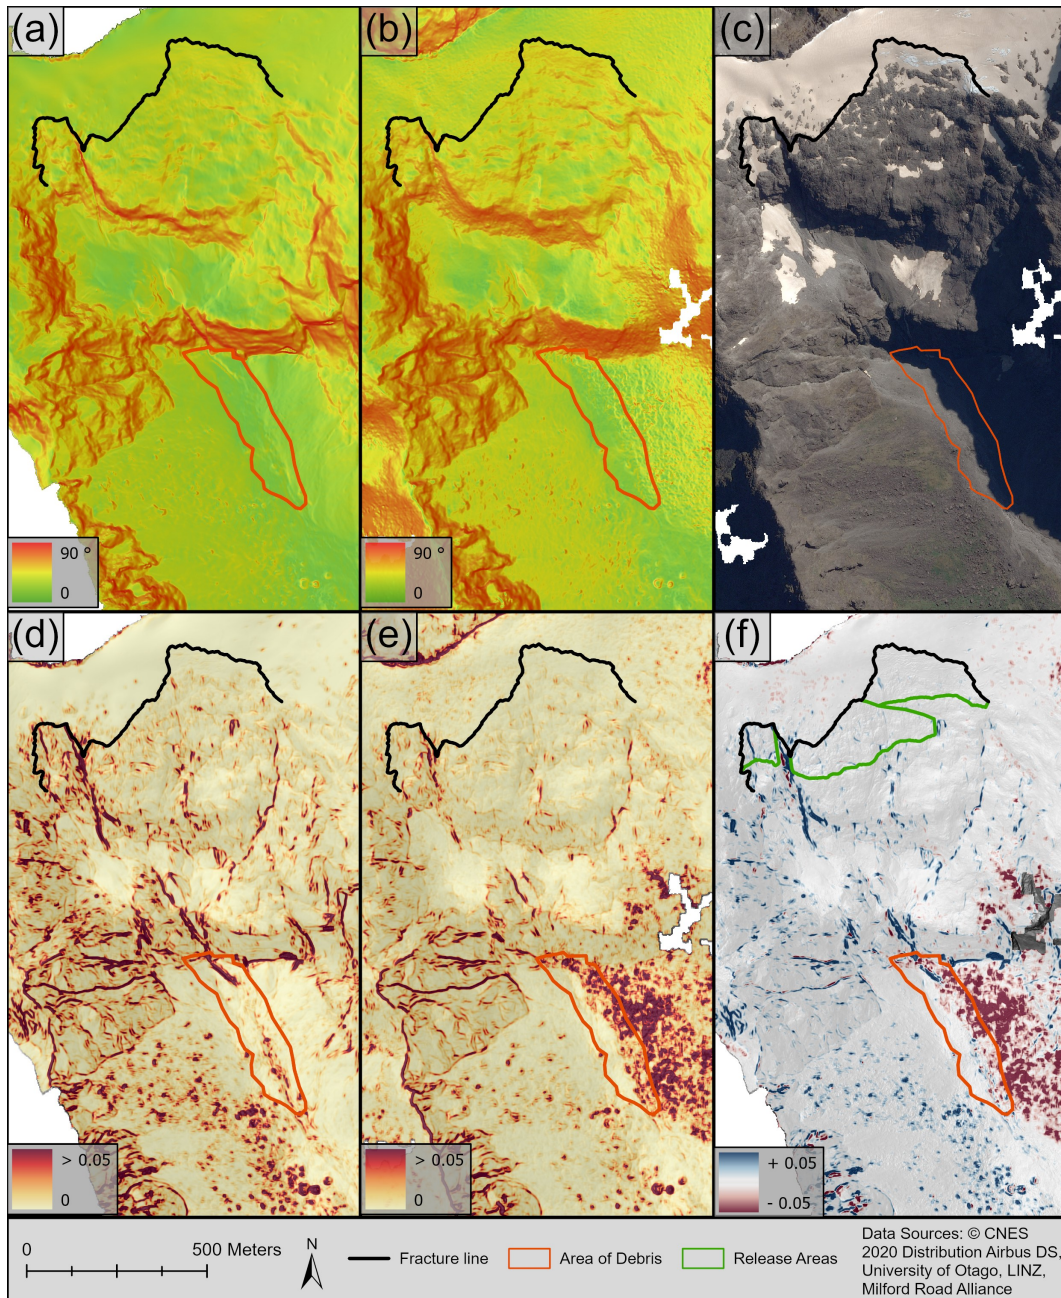 (a)
(b)
(c)
90 °
0
90 °
0
(d)
(e)
(f)
> 0.05
0
> 0.05
0
+ 0.05
- 0.05
0
500 Meters
N
Fracture line
Area of Debris
Release Areas
Data Sources: © CNES
2020 Distribution Airbus DS,
University of Otago, LINZ,
Milford Road Alliance